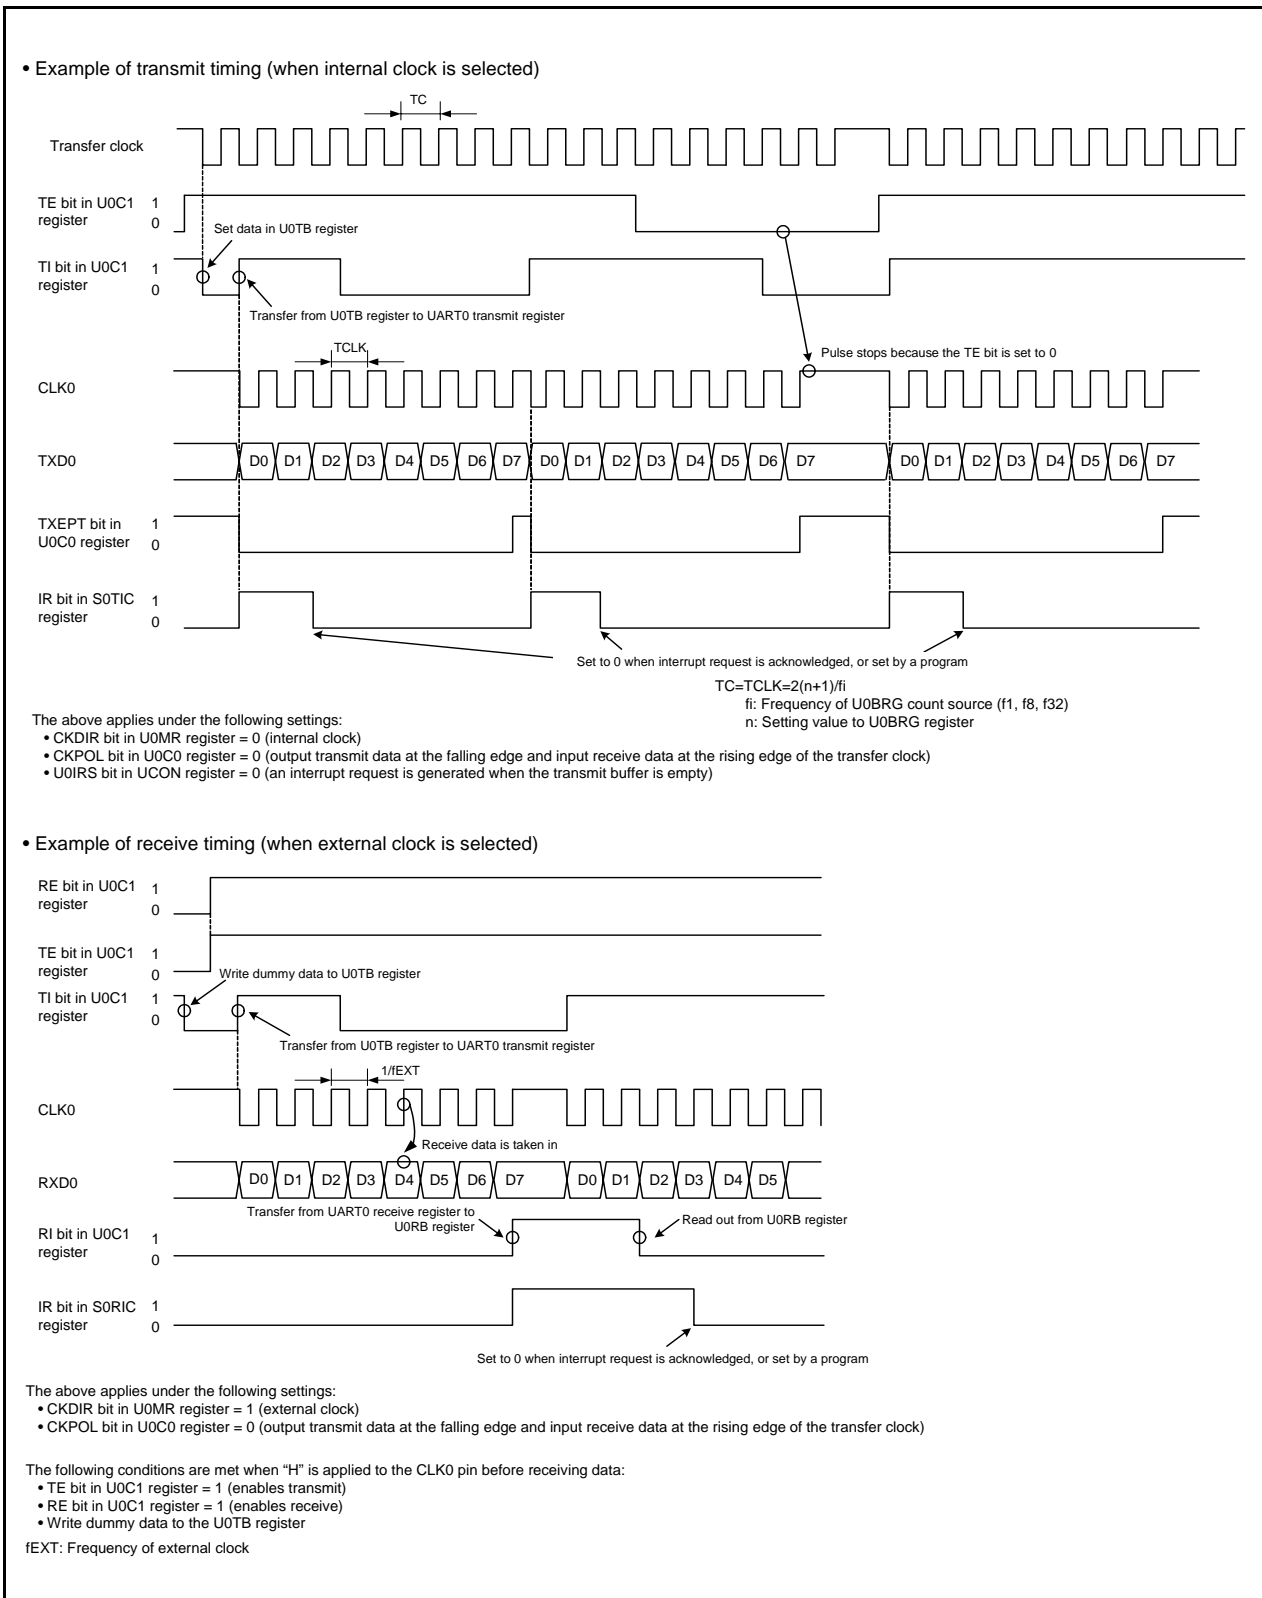 • Example of transmit timing (when internal clock is selected)
TC
Transfer clock
TE bit in U0C1
register
1
0
Set data in U0TB register
TI bit in U0C1
register
1
0
Transfer from U0TB register to UART0 transmit register
TCLK
Pulse stops because the TE bit is set to 0
CLK0
TXD0
D0 D1 D2 D3 D4 D5 D6 D7 D0 D1 D2 D3 D4 D5 D6 D7 D0 D1 D2 D3 D4 D5 D6 D7
TXEPT bit in
U0C0 register
1
0
IR bit in S0TIC
register
1
0
Set to 0 when interrupt request is acknowledged, or set by a program
TC=TCLK=2(n+1)/fi
fi: Frequency of U0BRG count source (f1, f8, f32)
n: Setting value to U0BRG register
The above applies under the following settings:
• CKDIR bit in U0MR register = 0 (internal clock)
• CKPOL bit in U0C0 register = 0 (output transmit data at the falling edge and input receive data at the rising edge of the transfer clock)
• U0IRS bit in UCON register = 0 (an interrupt request is generated when the transmit buffer is empty)
• Example of receive timing (when external clock is selected)
RE bit in U0C1
register
1
0
TE bit in U0C1
register
1
0
Write dummy data to U0TB register
TI bit in U0C1
register
1
0
Transfer from U0TB register to UART0 transmit register
1/fEXT
CLK0
Receive data is taken in
RXD0
D0 D1 D2 D3 D4 D5 D6 D7 D0 D1 D2 D3 D4 D5
Transfer from UART0 receive register to
U0RB register
Read out from U0RB register
RI bit in U0C1
register
1
0
IR bit in S0RIC
register
1
0
Set to 0 when interrupt request is acknowledged, or set by a program
The above applies under the following settings:
• CKDIR bit in U0MR register = 1 (external clock)
• CKPOL bit in U0C0 register = 0 (output transmit data at the falling edge and input receive data at the rising edge of the transfer clock)
The following conditions are met when “H” is applied to the CLK0 pin before receiving data:
• TE bit in U0C1 register = 1 (enables transmit)
• RE bit in U0C1 register = 1 (enables receive)
• Write dummy data to the U0TB register
fEXT: Frequency of external clock